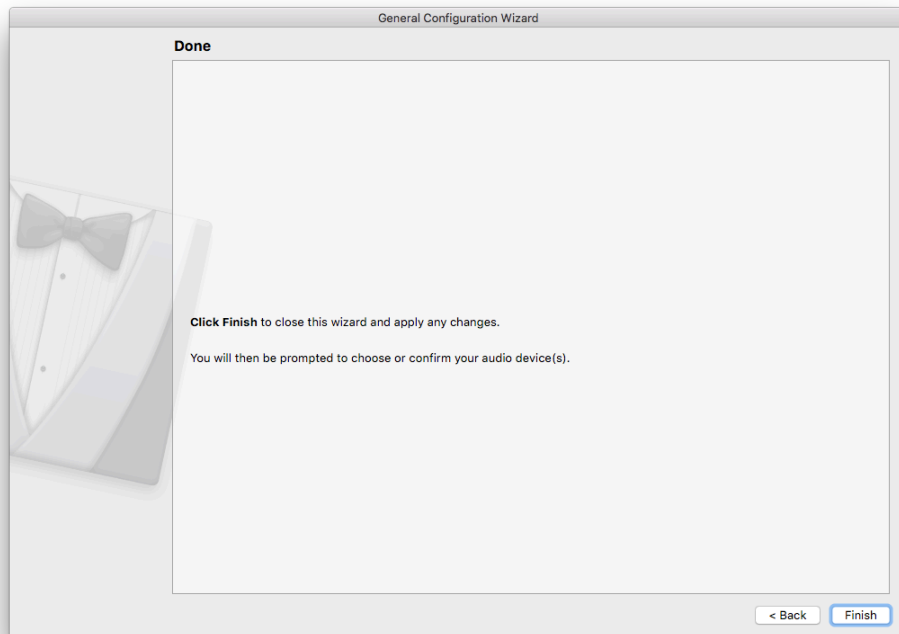 General Configuration Wizard
Done
Click Finish to close this wizard and apply any changes.
You will then be prompted to choose or confirm your audio device(s).
< Back
Finish